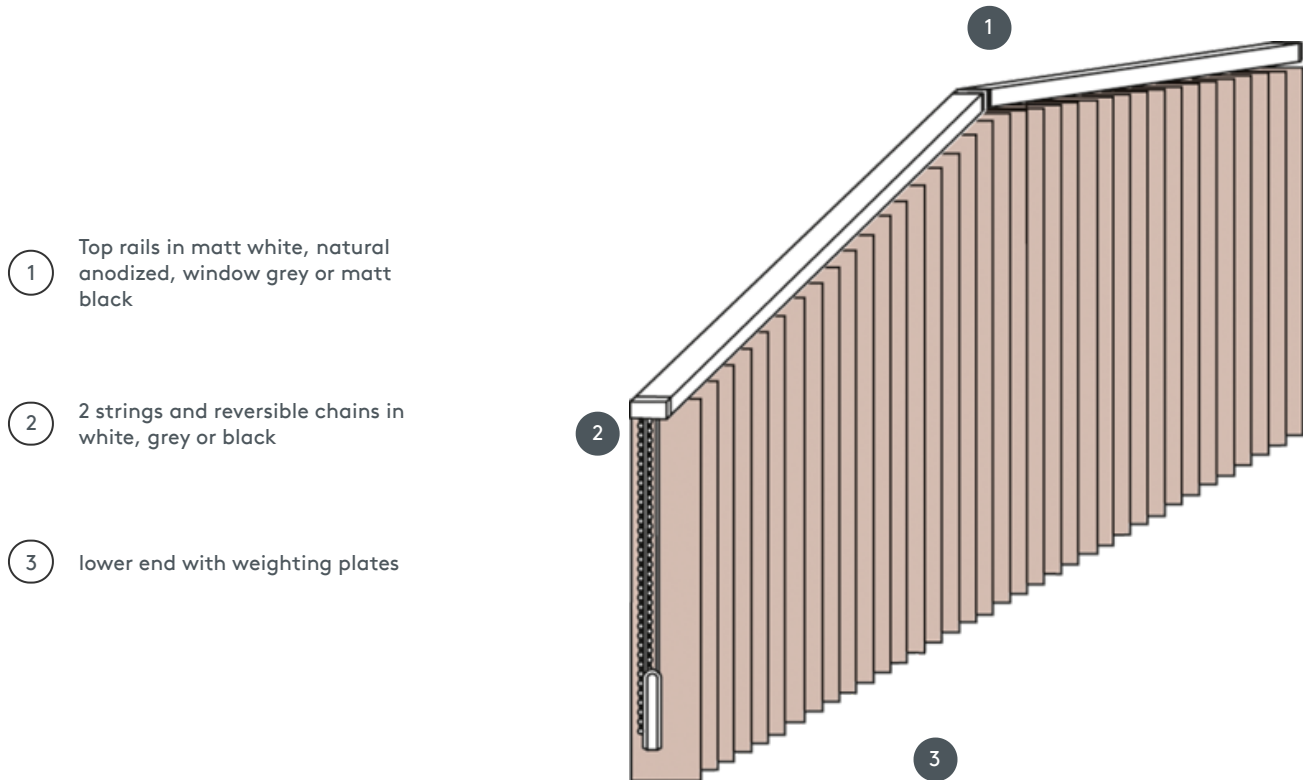 1
1
Top rails in matt white, natural
anodized, window grey or matt
black
2
2 strings and reversible chains in
white, grey or black
2
3
lower end with weighting plates
3